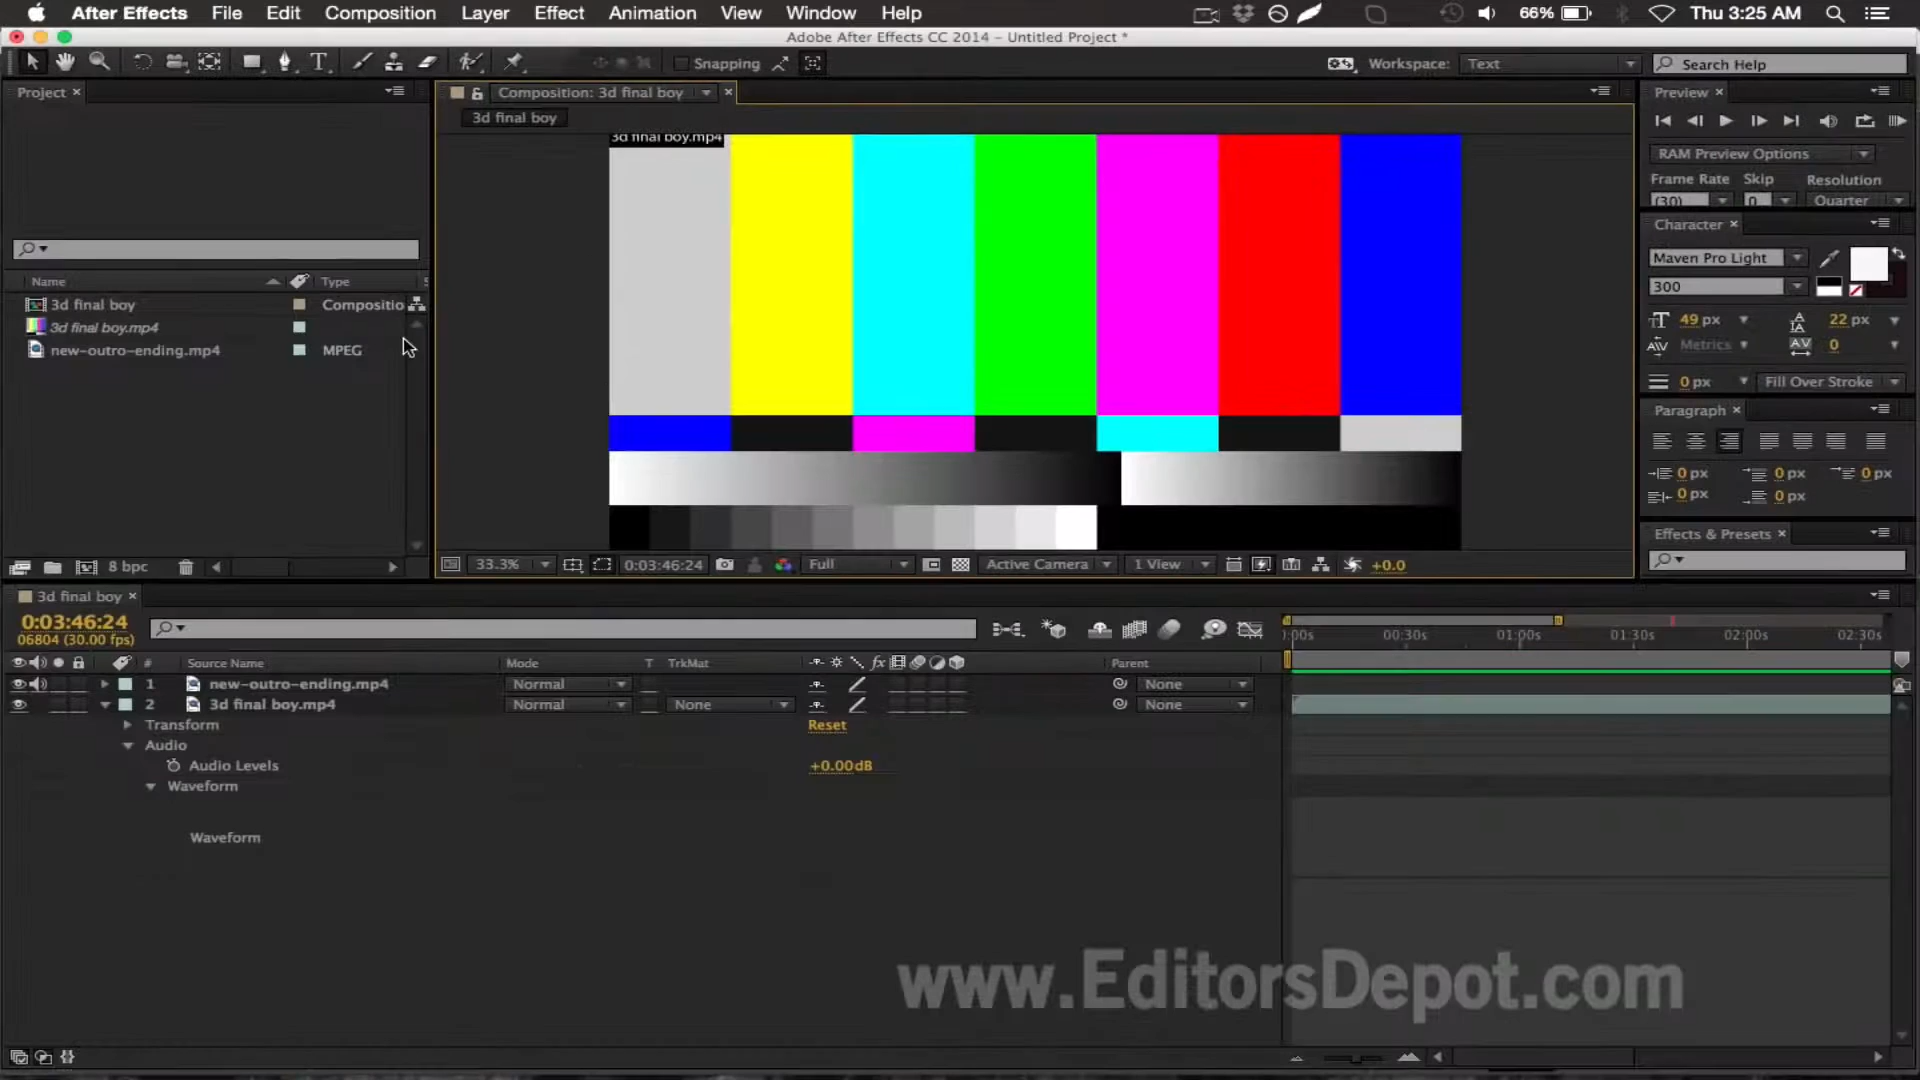 After Effects File Edit Composition Layer Effect Animation View Window Help 66% Thu 3:25 AM
Adobe After Effects CC 2014 – Untitled Project *
Snapping Workspace: Text Search Help
Project × Composition: 3d final boy × Preview ×
3d final boy
3d final boy.mp4
RAM Preview Options
Frame Rate Skip Resolution
(30) 0 Quarter
Character ×
Maven Pro Light
300
Name Type
3d final boy Compositio
3d final boy.mp4
new-outro-ending.mp4 MPEG
49 px 22 px
Metrics 0
0 px Fill Over Stroke
Paragraph ×
0 px 0 px 0 px
0 px 0 px
Effects & Presets ×
8 bpc 33.3% 0:03:46:24 Full Active Camera 1 View +0.0
3d final boy ×
0:03:46:24
06804 (30.00 fps)
:00s 00:30s 01:00s 01:30s 02:00s 02:30s
# Source Name Mode T TrkMat fx Parent
1 new-outro-ending.mp4 Normal None
2 3d final boy.mp4 Normal None None
Transform Reset
Audio
Audio Levels +0.00dB
Waveform
Waveform
www.EditorsDepot.com